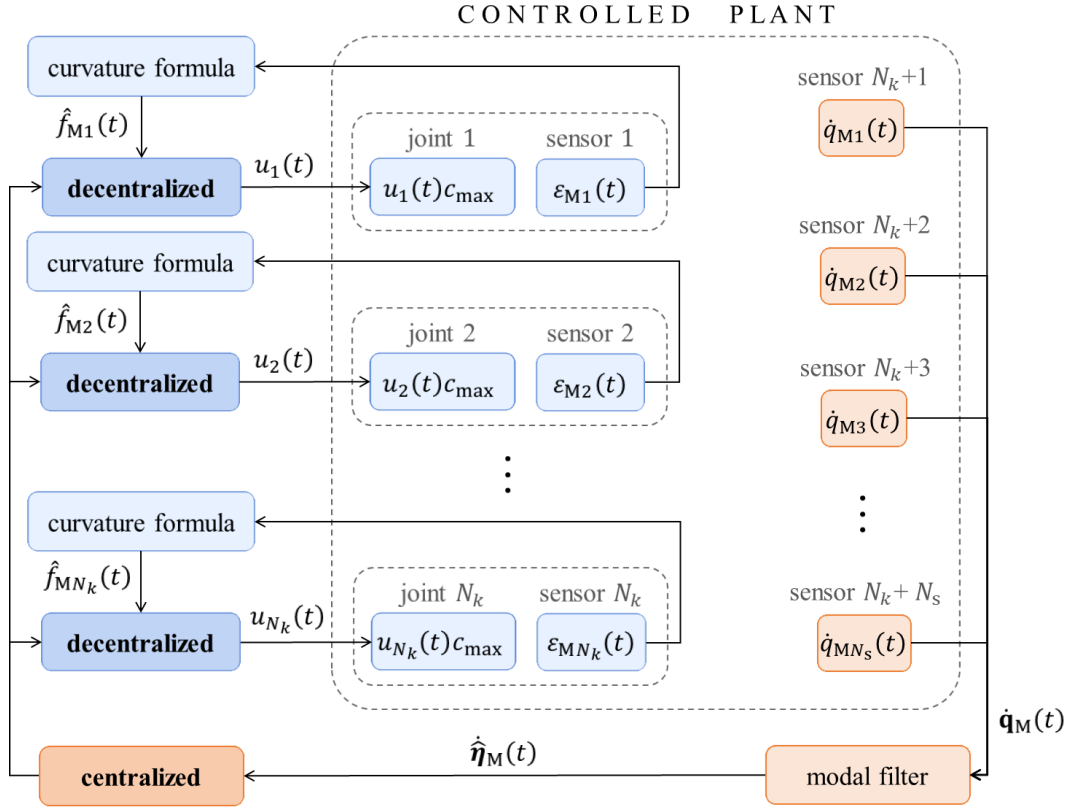 CONTROLLED PLANT
curvature formula
sensor N_k+1
f̂_M1(t)
joint 1
sensor 1
q̇_M1(t)
decentralized
u_1(t)
u_1(t)c_max
ε_M1(t)
sensor N_k+2
curvature formula
q̇_M2(t)
f̂_M2(t)
joint 2
sensor 2
decentralized
u_2(t)
u_2(t)c_max
ε_M2(t)
sensor N_k+3
q̇_M3(t)
⋮
curvature formula
⋮
f̂_MN_k(t)
joint N_k
sensor N_k
sensor N_k+ N_s
decentralized
u_N_k(t)
u_N_k(t)c_max
ε_MN_k(t)
q̇_MN_s(t)
q̇_M(t)
centralized
η̂̇_M(t)
modal filter